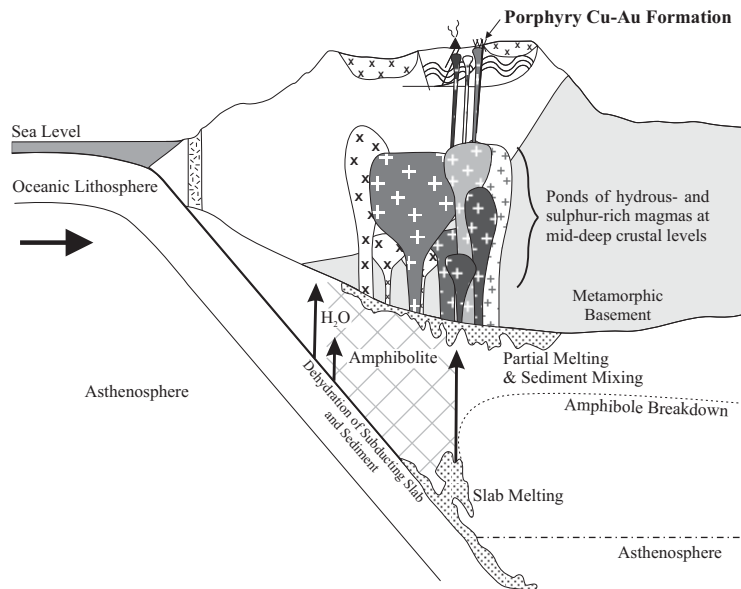 Porphyry Cu-Au Formation
Sea Level
Oceanic Lithosphere
Ponds of hydrous- and
sulphur-rich magmas at
mid-deep crustal levels
Metamorphic
Basement
H₂O
Amphibolite
Partial Melting
& Sediment Mixing
Asthenosphere
Amphibole Breakdown
Dehydration of Subducting Slab
and Sediment
Slab Melting
Asthenosphere